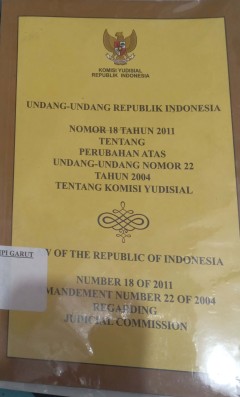 KOMISI YUDISIAL
REPUBLIK INDONESIA
UNDANG-UNDANG REPUBLIK INDONESIA
NOMOR 18 TAHUN 2011
TENTANG
PERUBAHAN ATAS
UNDANG-UNDANG NOMOR 22
TAHUN 2004
TENTANG KOMISI YUDISIAL
PI GARUT
W OF THE REPUBLIC OF INDONESIA
NUMBER 18 OF 2011
MANDEMENT NUMBER 22 OF 2004
REGARDING
JUDICIAL COMMISSION